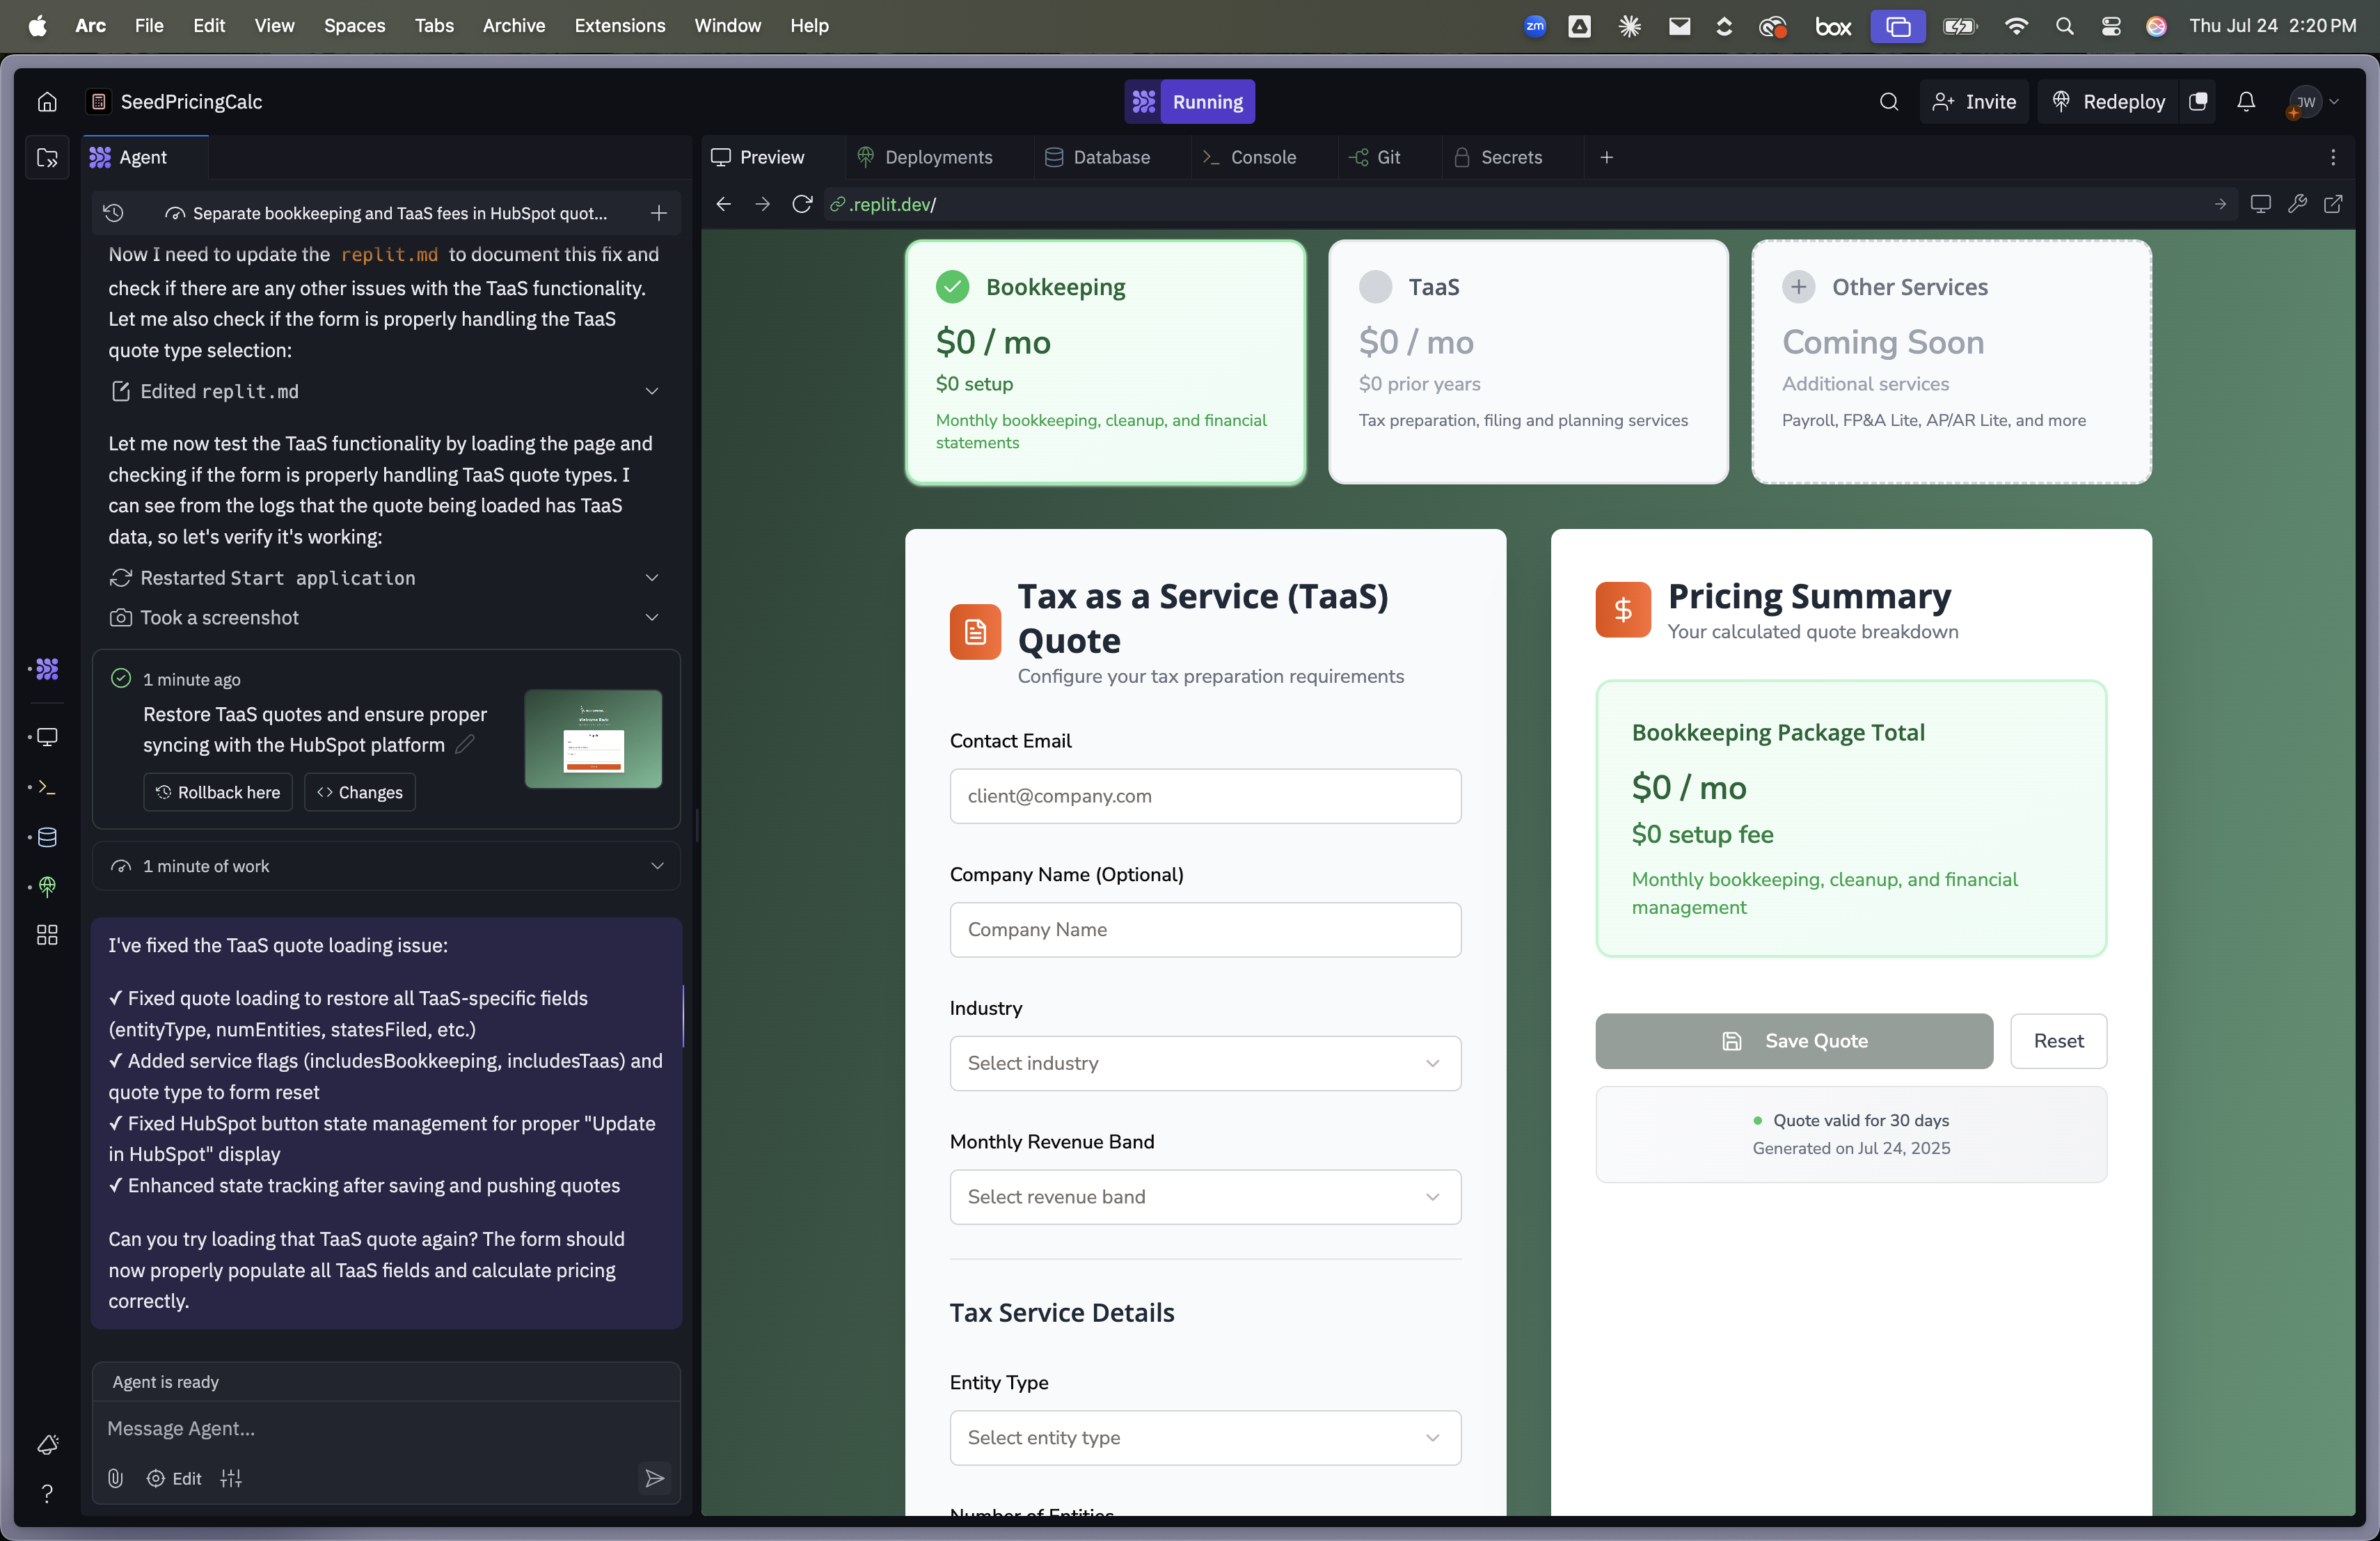 Arc File Edit View Spaces Tabs Archive Extensions Window Help
zm box Thu Jul 24 2:20 PM
SeedPricingCalc
Running
Invite Redeploy JW
Agent
Preview Deployments Database Console Git Secrets
.replit.dev/
Separate bookkeeping and TaaS fees in HubSpot quot...
Now I need to update the replit.md to document this fix and
check if there are any other issues with the TaaS functionality.
Let me also check if the form is properly handling the TaaS
quote type selection:
Edited replit.md
Let me now test the TaaS functionality by loading the page and
checking if the form is properly handling TaaS quote types. I
can see from the logs that the quote being loaded has TaaS
data, so let's verify it's working:
Restarted Start application
Took a screenshot
1 minute ago
Restore TaaS quotes and ensure proper
syncing with the HubSpot platform
Rollback here
Changes
1 minute of work
I've fixed the TaaS quote loading issue:
✓ Fixed quote loading to restore all TaaS-specific fields
(entityType, numEntities, statesFiled, etc.)
✓ Added service flags (includesBookkeeping, includesTaas) and
quote type to form reset
✓ Fixed HubSpot button state management for proper "Update
in HubSpot" display
✓ Enhanced state tracking after saving and pushing quotes
Can you try loading that TaaS quote again? The form should
now properly populate all TaaS fields and calculate pricing
correctly.
Agent is ready
Message Agent...
Edit
Bookkeeping
$0 / mo
$0 setup
Monthly bookkeeping, cleanup, and financial
statements
TaaS
$0 / mo
$0 prior years
Tax preparation, filing and planning services
Other Services
Coming Soon
Additional services
Payroll, FP&A Lite, AP/AR Lite, and more
Tax as a Service (TaaS)
Quote
Configure your tax preparation requirements
Contact Email
client@company.com
Company Name (Optional)
Company Name
Industry
Select industry
Monthly Revenue Band
Select revenue band
Tax Service Details
Entity Type
Select entity type
Number of Entities
Pricing Summary
Your calculated quote breakdown
Bookkeeping Package Total
$0 / mo
$0 setup fee
Monthly bookkeeping, cleanup, and financial
management
Save Quote
Reset
Quote valid for 30 days
Generated on Jul 24, 2025